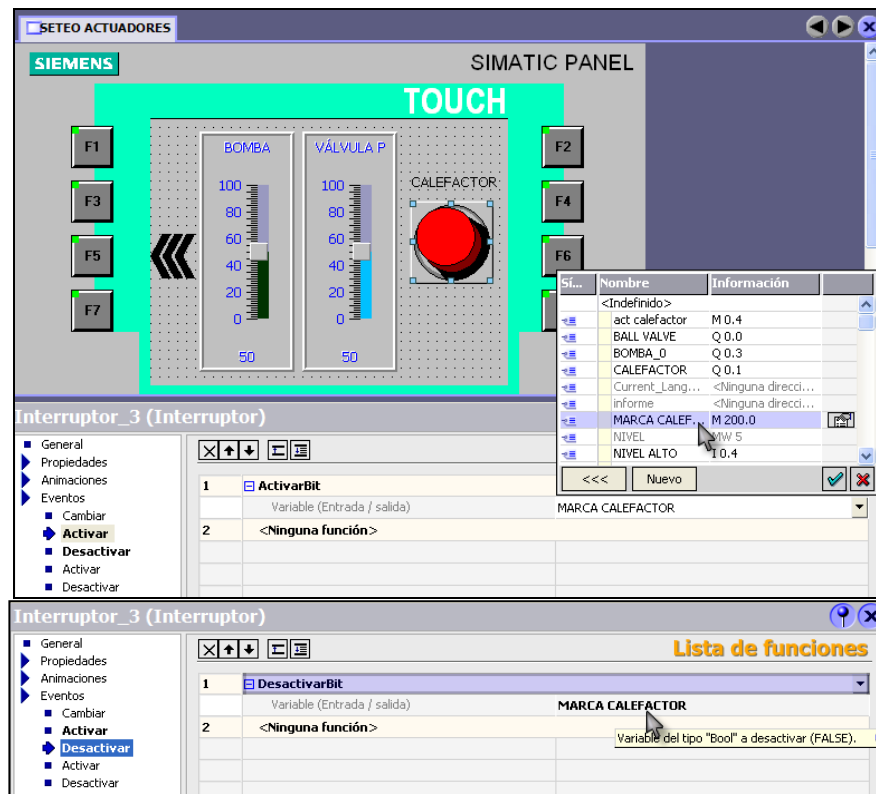 SETEO ACTUADORES
SIEMENS
SIMATIC PANEL
TOUCH
F1
F2
F3
F4
F5
F6
F7
BOMBA
100
80
60
40
20
0
50
VÁLVULA P
100
80
60
40
20
0
50
CALEFACTOR
Sí... Nombre Información
<Indefinido>
act calefactor M 0.4
BALL VALVE Q 0.0
BOMBA_0 Q 0.3
CALEFACTOR Q 0.1
Current_Lang... <Ninguna direcci...
informe <Ninguna direcci...
MARCA CALEF... M 200.0
NIVEL MW 5
NIVEL ALTO I 0.4
<<< Nuevo
Interruptor_3 (Interruptor)
General
Propiedades
Animaciones
Eventos
Cambiar
Activar
Desactivar
Activar
Desactivar
1 ActivarBit
Variable (Entrada / salida) MARCA CALEFACTOR
2 <Ninguna función>
Interruptor_3 (Interruptor)
Lista de funciones
General
Propiedades
Animaciones
Eventos
Cambiar
Activar
Desactivar
Activar
Desactivar
1 DesactivarBit
Variable (Entrada / salida) MARCA CALEFACTOR
2 <Ninguna función>
Variable del tipo "Bool" a desactivar (FALSE).